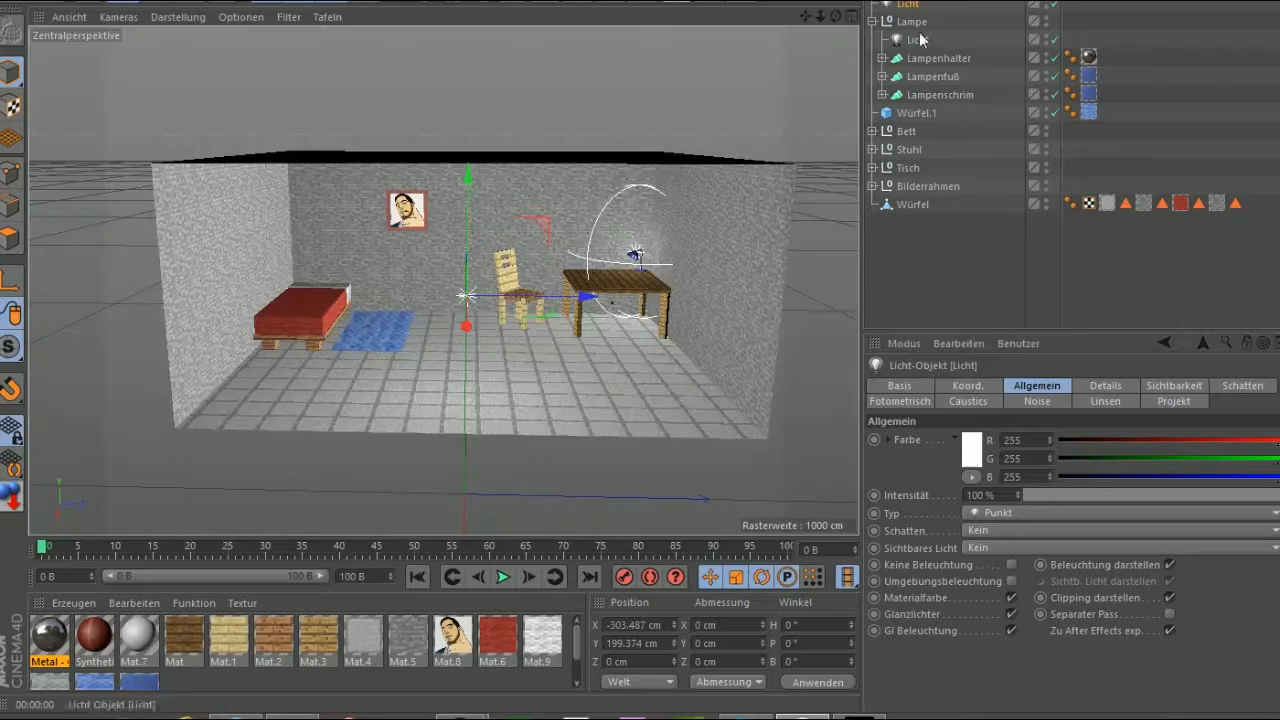 Ansicht Kameras Darstellung Optionen Filter Tafeln
Zentralperspektive
Rasterweite : 1000 cm
Licht
Lampe
Lampenhalter
Lampenfuß
Lampenschrim
Würfel.1
Bett
Stuhl
Tisch
Bilderrahmen
Würfel
Modus Bearbeiten Benutzer
Licht-Objekt [Licht]
Basis Koord. Allgemein Details Sichtbarkeit Schatten
Fotometrisch Caustics Noise Linsen Projekt
Allgemein
Farbe R 255
G 255
B 255
Intensität 100 %
Typ Punkt
Schatten Kein
Sichtbares Licht Kein
Keine Beleuchtung Beleuchtung darstellen
Umgebungsbeleuchtung Sichtb. Licht darstellen
Materialfarbe Clipping darstellen
Glanzlichter Separater Pass
GI Beleuchtung Zu After Effects exp.
0 5 10 15 20 25 30 35 40 45 50 55 60 65 70 75 80 85 90 95 100 0 B
0 B 0 B 100 B 100 B
Erzeugen Bearbeiten Funktion Textur
Metal - Synthetic Mat.7 Mat Mat.1 Mat.2 Mat.3 Mat.4 Mat.5 Mat.8 Mat.6 Mat.9
Position Abmessung Winkel
X -303.487 cm X 0 cm H 0 °
Y 199.374 cm Y 0 cm P 0 °
Z 0 cm Z 0 cm B 0 °
Welt Abmessung Anwenden
MAXON CINEMA4D
00:00:00 Licht Objekt [Licht]